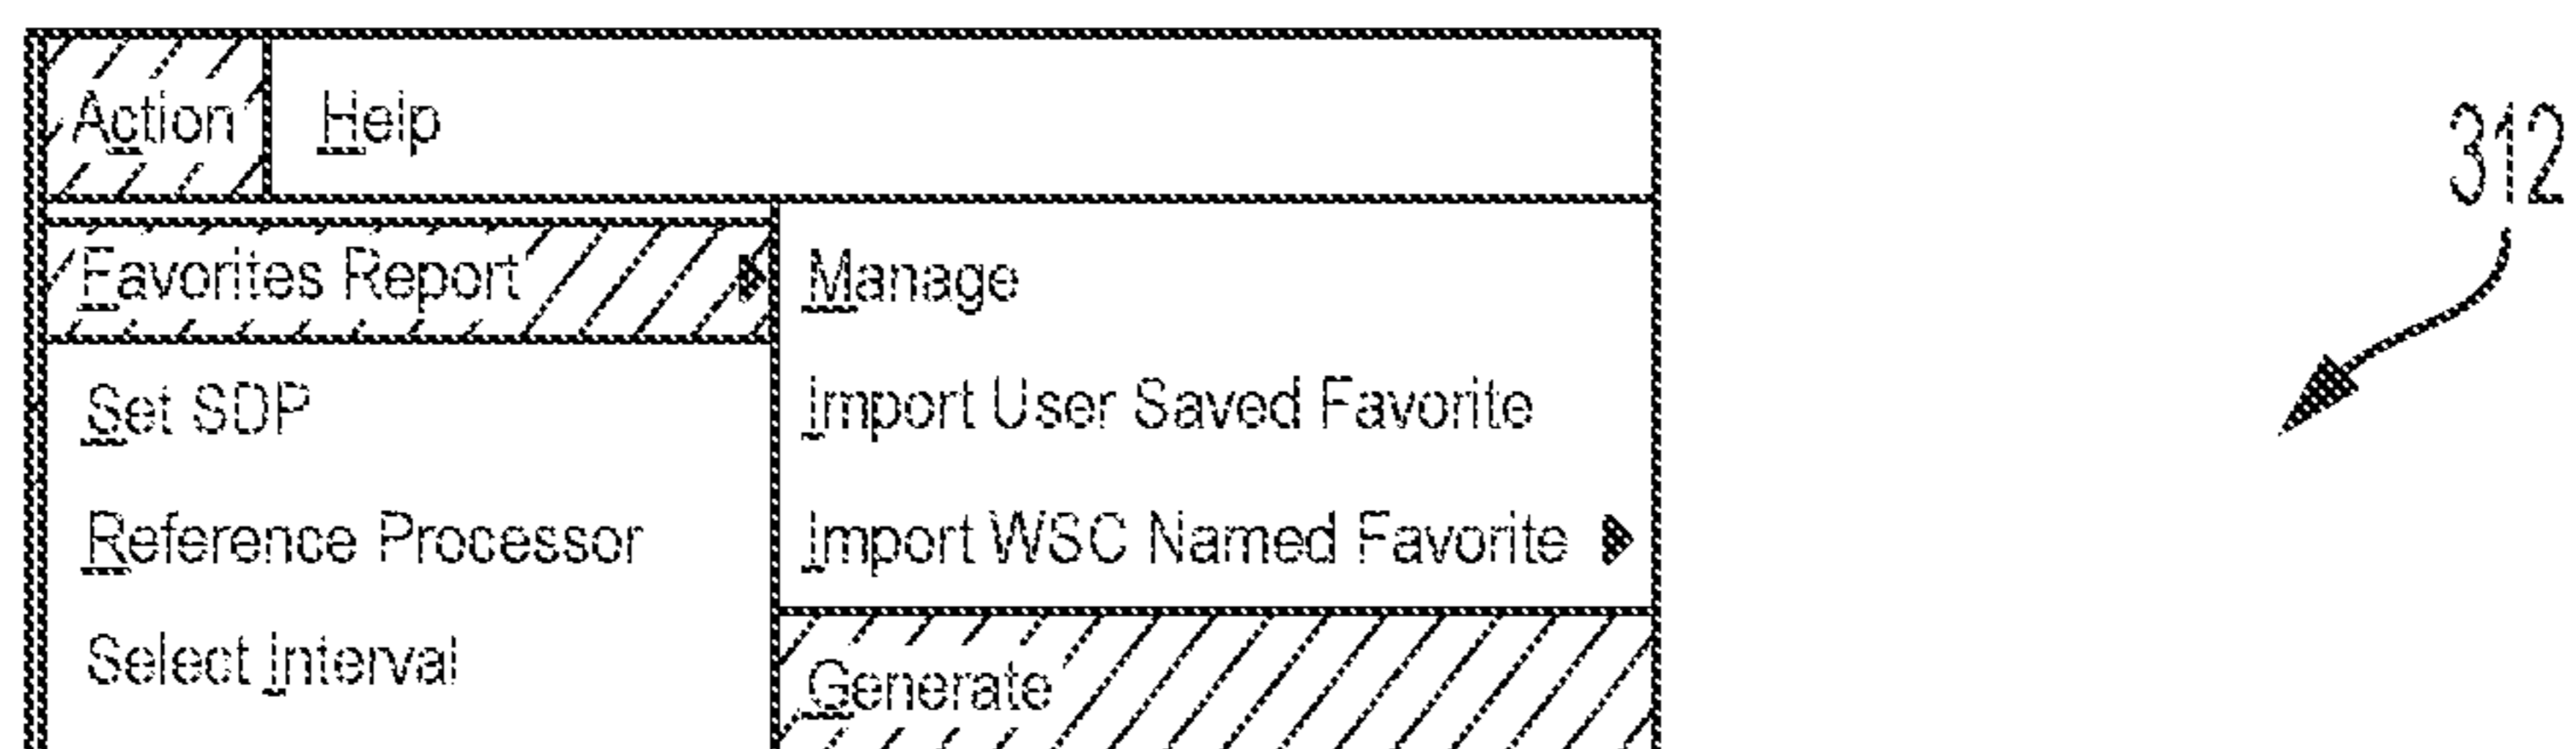 Action Help
312
Favorites Report
Manage
Set SDP
Import User Saved Favorite
Reference Processor
Import WSC Named Favorite
Select Interval
Generate